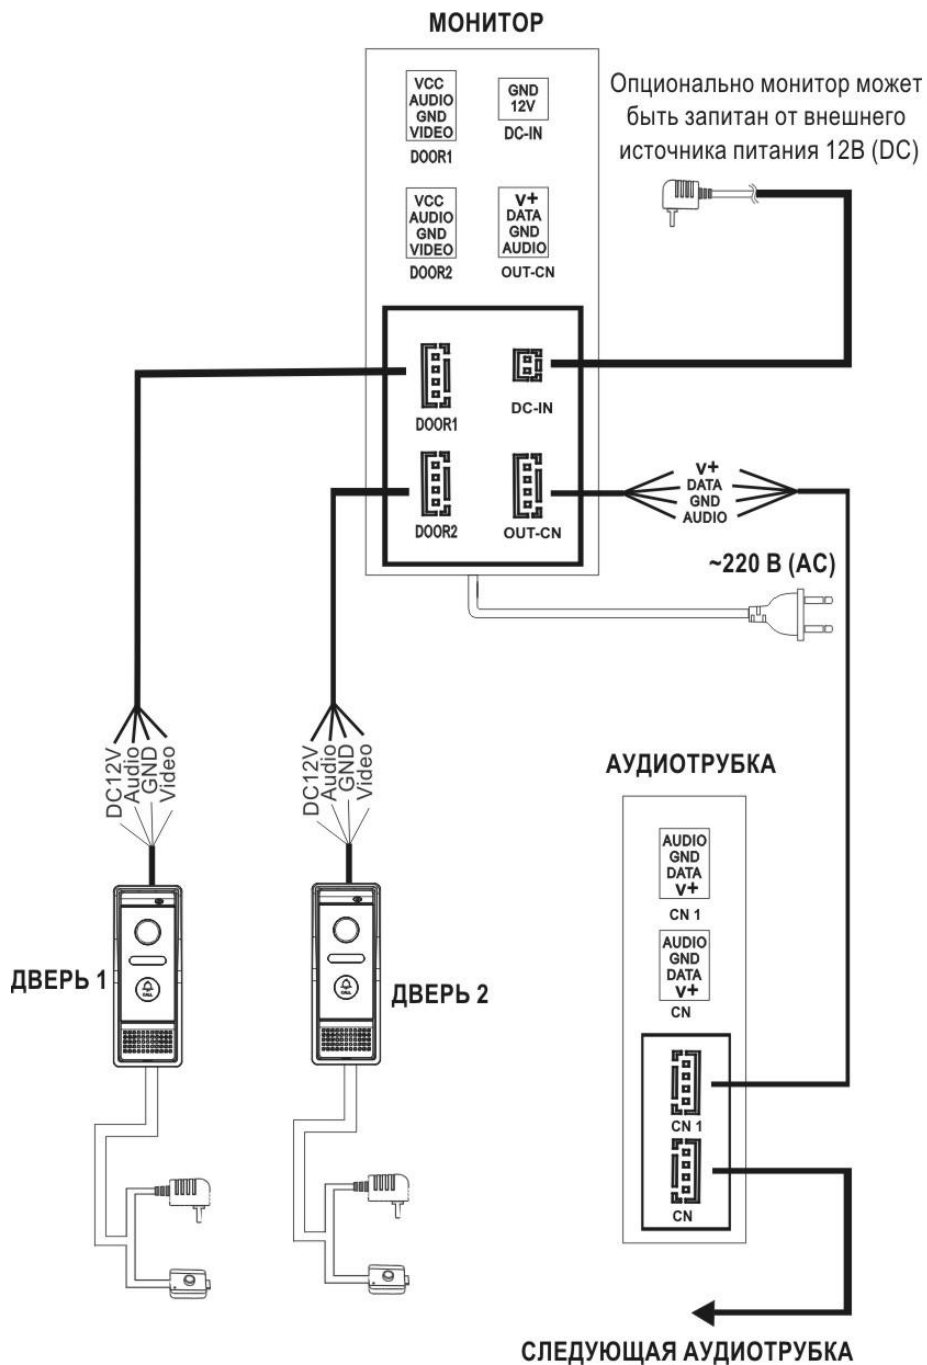 МОНИТОР
VCC
AUDIO
GND
VIDEO
DOOR1
GND
12V
DC-IN
Опционально монитор может
быть запитан от внешнего
источника питания 12В (DC)
VCC
AUDIO
GND
VIDEO
DOOR2
V+
DATA
GND
AUDIO
OUT-CN
DOOR1
DC-IN
DOOR2
OUT-CN
V+
DATA
GND
AUDIO
~220 В (AC)
DC12V
Audio
GND
Video
DC12V
Audio
GND
Video
АУДИОТРУБКА
AUDIO
GND
DATA
V+
CN 1
AUDIO
GND
DATA
V+
CN
ДВЕРЬ 1
CALL
ДВЕРЬ 2
CALL
CN 1
CN
СЛЕДУЮЩАЯ АУДИОТРУБКА